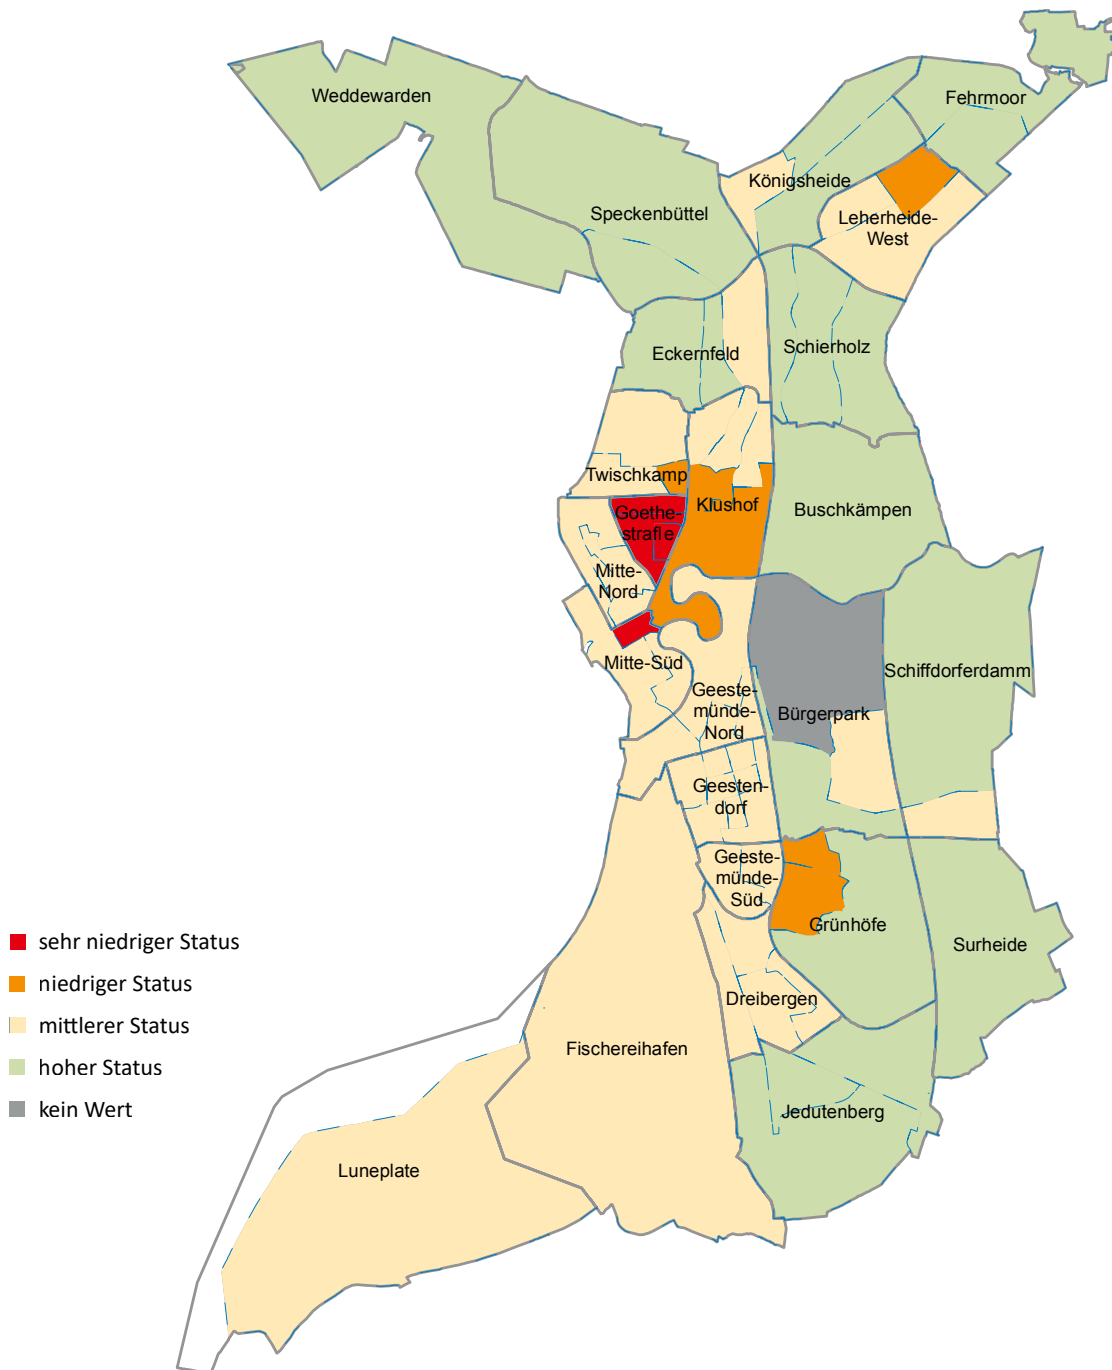 Weddewarden
Fehrmoor
Königsheide
Speckenbüttel
Leherheide-
West
Eckernfeld
Schierholz
Twischkamp
Klushof
Buschkämpen
Goethe-
strafle
Mitte-
Nord
Mitte-Süd
Schiffdorferdamm
Geeste-
münde-
Nord
Bürgerpark
Geesten-
dorf
Geeste-
münde-
Süd
Grünhöfe
Surheide
Dreibergen
Fischereihafen
Jedutenberg
Luneplate
sehr niedriger Status
niedriger Status
mittlerer Status
hoher Status
kein Wert